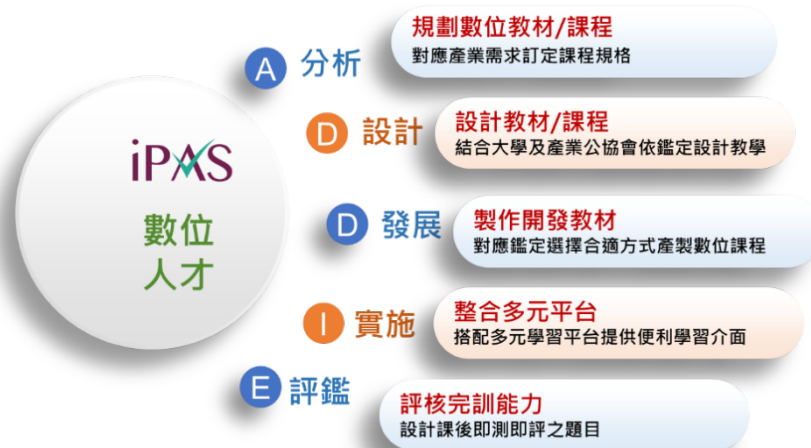 iPAS
數位
人才
A 分析
規劃數位教材/課程
對應產業需求訂定課程規格
D 設計
設計教材/課程
結合大學及產業公協會依鑑定設計教學
D 發展
製作開發教材
對應鑑定選擇合適方式產製數位課程
I 實施
整合多元平台
搭配多元學習平台提供便利學習介面
E 評鑑
評核完訓能力
設計課後即測即評之題目